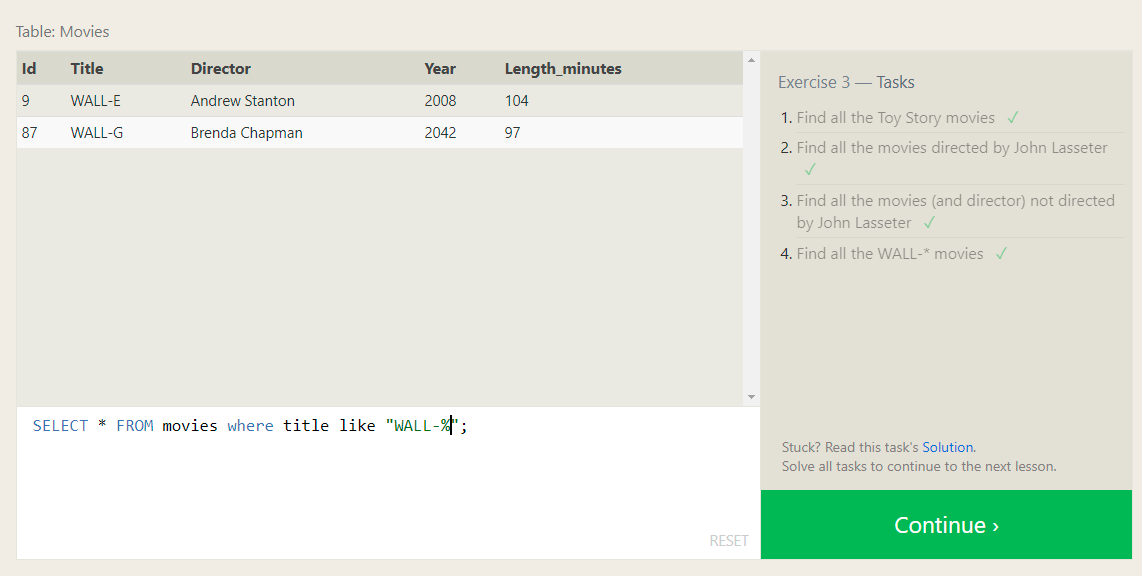 Table: Movies
Id Title Director Year Length_minutes
9 WALL-E Andrew Stanton 2008 104
87 WALL-G Brenda Chapman 2042 97
SELECT * FROM movies where title like "WALL-%";
RESET
Exercise 3 — Tasks
1. Find all the Toy Story movies ✓
2. Find all the movies directed by John Lasseter
✓
3. Find all the movies (and director) not directed
by John Lasseter ✓
4. Find all the WALL-* movies ✓
Stuck? Read this task's Solution.
Solve all tasks to continue to the next lesson.
Continue ›